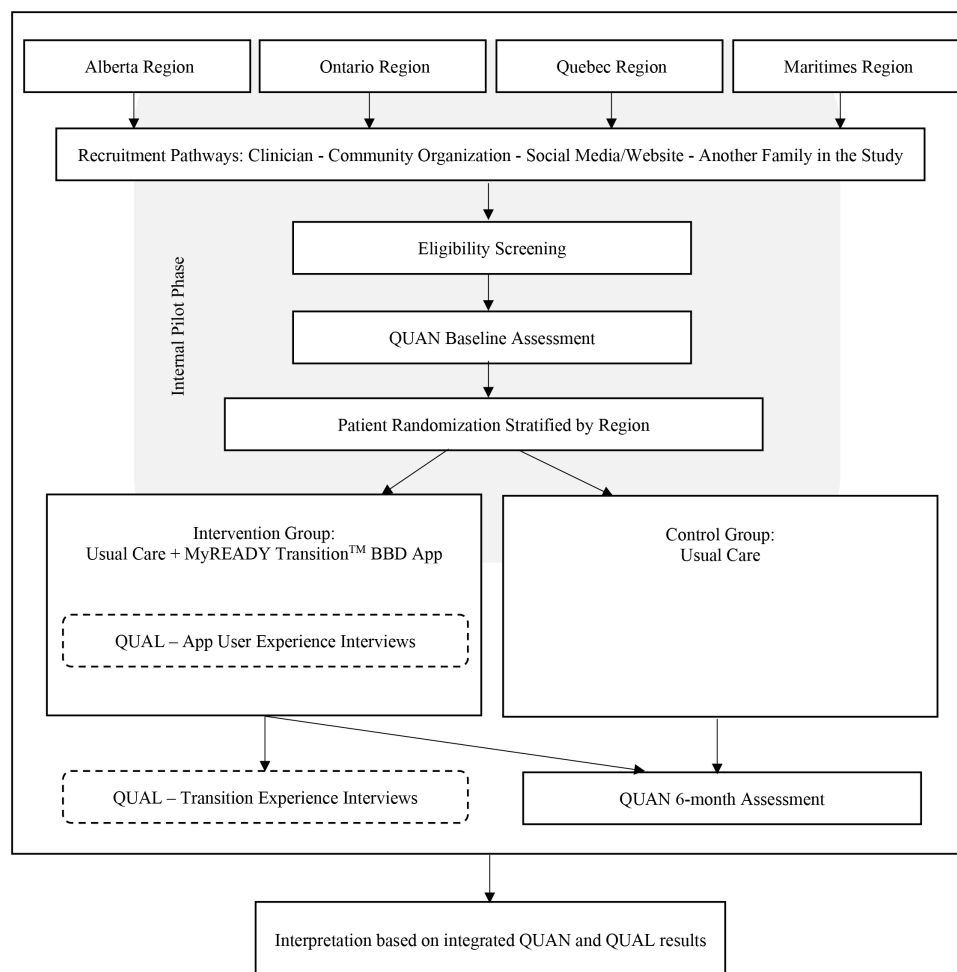 Alberta Region
Ontario Region
Quebec Region
Maritimes Region
Recruitment Pathways: Clinician - Community Organization - Social Media/Website - Another Family in the Study
Internal Pilot Phase
Eligibility Screening
QUAN Baseline Assessment
Patient Randomization Stratified by Region
Intervention Group:
Usual Care + MyREADY Transition™ BBD App
QUAL – App User Experience Interviews
Control Group:
Usual Care
QUAL – Transition Experience Interviews
QUAN 6-month Assessment
Interpretation based on integrated QUAN and QUAL results